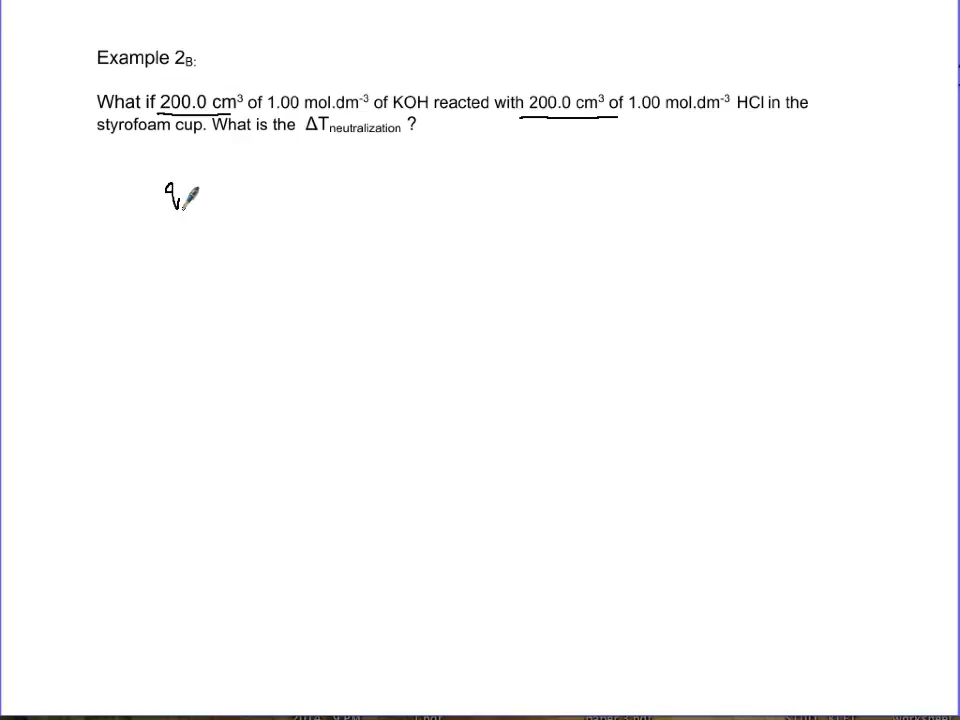 Example 2B:
What if 200.0 cm³ of 1.00 mol.dm⁻³ of KOH reacted with 200.0 cm³ of 1.00 mol.dm⁻³ HCl in the
styrofoam cup. What is the ΔTneutralization ?
q